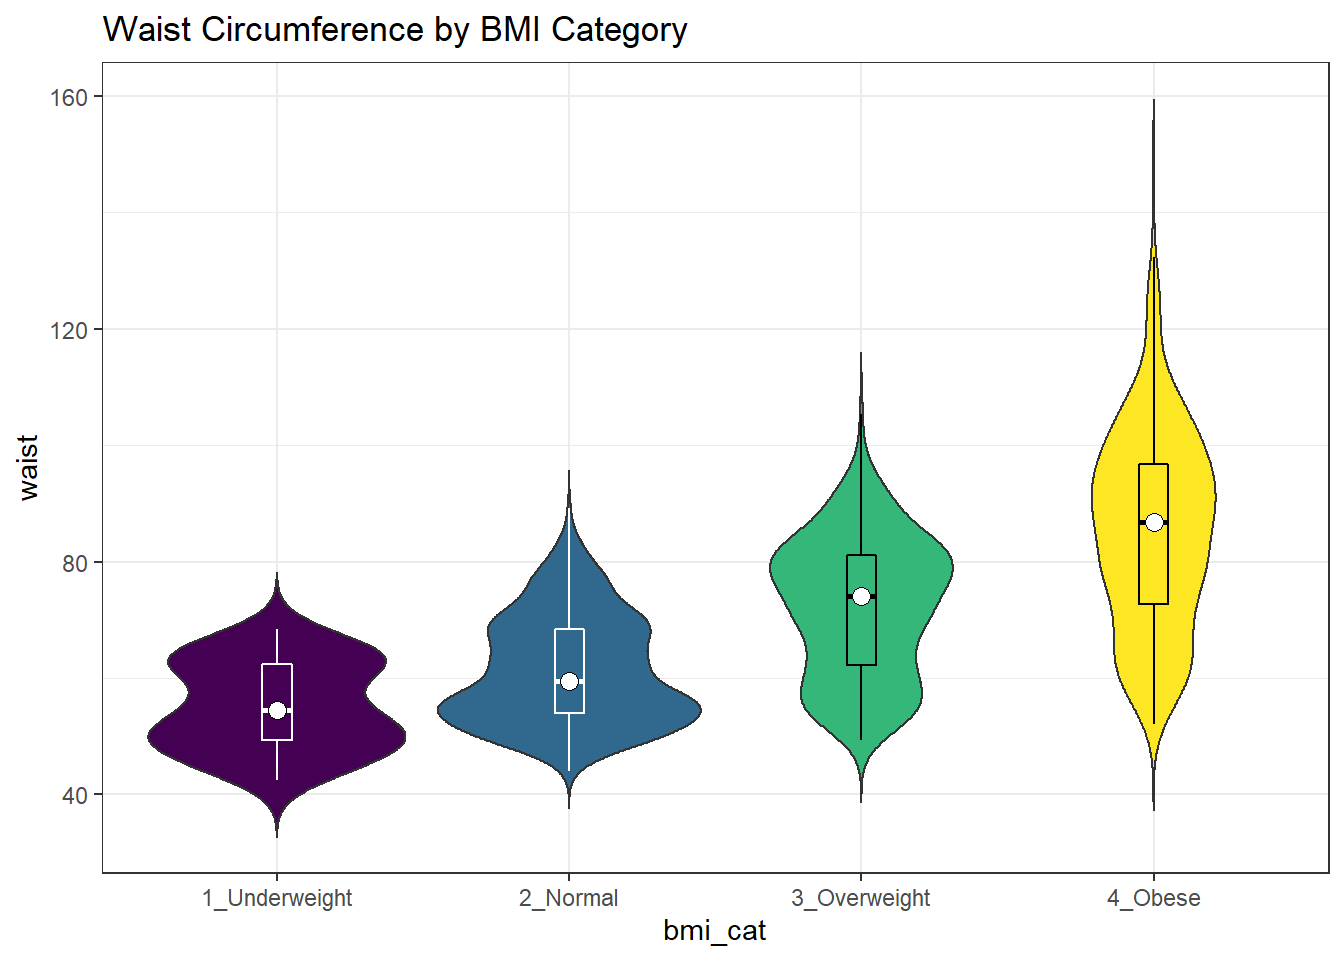 Waist Circumference by BMI Category
160
120
80
40
waist
1_Underweight 2_Normal 3_Overweight 4_Obese
bmi_cat